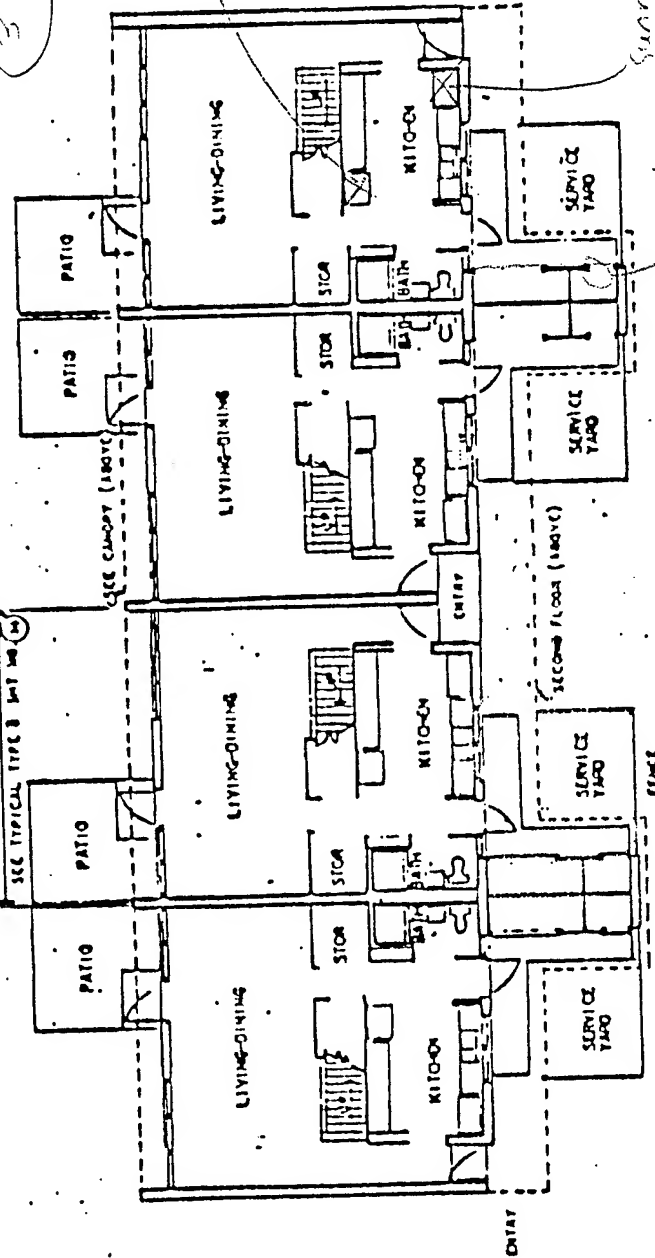 PATIO
PATIO
PATIO
PATIO
SEE TYPICAL TYPE B
SEE CANOPY (ABOVE)
LIVING-DINING
LIVING-DINING
LIVING-DINING
LIVING-DINING
STOR
STOR
STOR
STOR
BATH
BATH
BATH
BATH
KITCHEN
KITCHEN
KITCHEN
KITCHEN
ENTRY
ENTRY
SECOND FLOOR (ABOVE)
SERVICE
YARD
SERVICE
YARD
SERVICE
YARD
SERVICE
YARD
FENCE